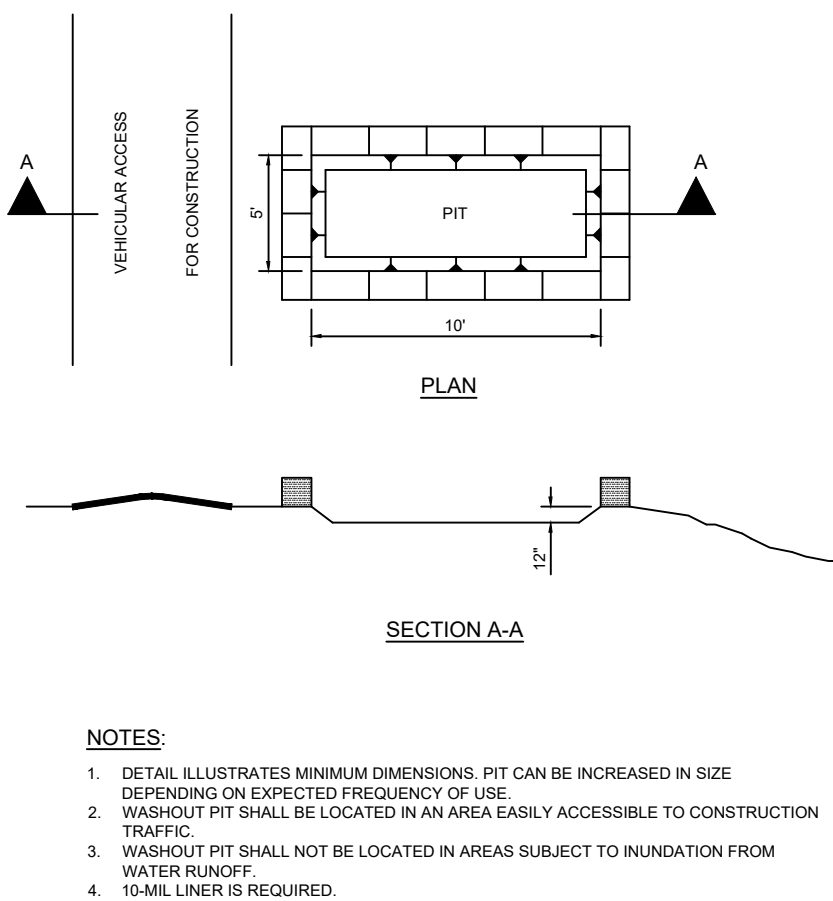 A
VEHICULAR ACCESS
FOR CONSTRUCTION
5'
PIT
A
10'
PLAN
12"
SECTION A-A
NOTES:
1. DETAIL ILLUSTRATES MINIMUM DIMENSIONS. PIT CAN BE INCREASED IN SIZE
DEPENDING ON EXPECTED FREQUENCY OF USE.
2. WASHOUT PIT SHALL BE LOCATED IN AN AREA EASILY ACCESSIBLE TO CONSTRUCTION
TRAFFIC.
3. WASHOUT PIT SHALL NOT BE LOCATED IN AREAS SUBJECT TO INUNDATION FROM
WATER RUNOFF.
4. 10-MIL LINER IS REQUIRED.